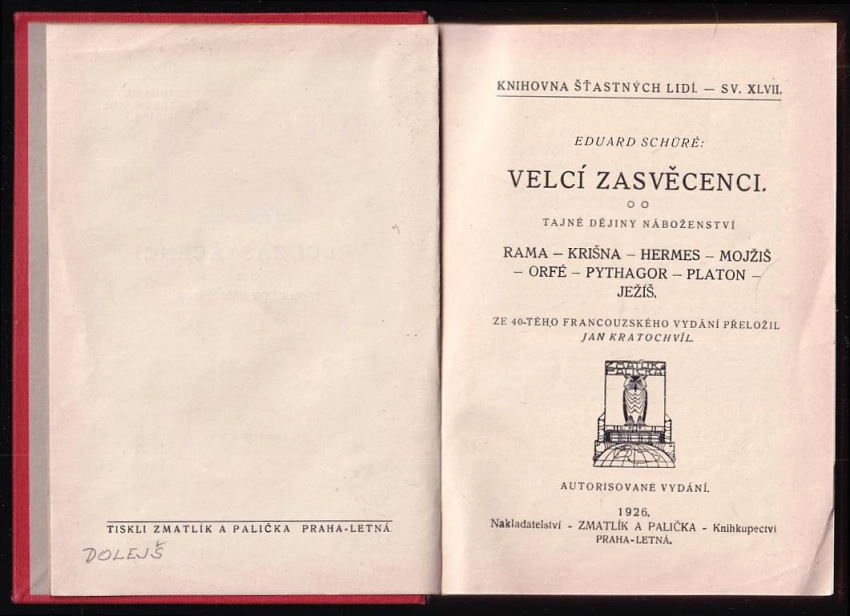 TISKLI ZMATLÍK A PALIČKA PRAHA-LETNÁ
DOLEJŠ
KNIHOVNA ŠŤASTNÝCH LIDÍ. — SV. XLVII.
EDUARD SCHÜRÉ:
VELCÍ ZASVĚCENCI.
TAJNÉ DĚJINY NÁBOŽENSTVÍ
RAMA – KRIŠNA – HERMES – MOJŽIŠ
– ORFÉ – PYTHAGOR – PLATON –
JEŽÍŠ.
ZE 40-TÉHO FRANCOUZSKÉHO VYDÁNÍ PŘELOŽIL
JAN KRATOCHVÍL.
ZMATLÍK A
PALIČKA
AUTORISOVANÉ VYDÁNÍ.
1926.
Nakladatelství - ZMATLÍK A PALIČKA - Knihkupectví
PRAHA-LETNÁ.